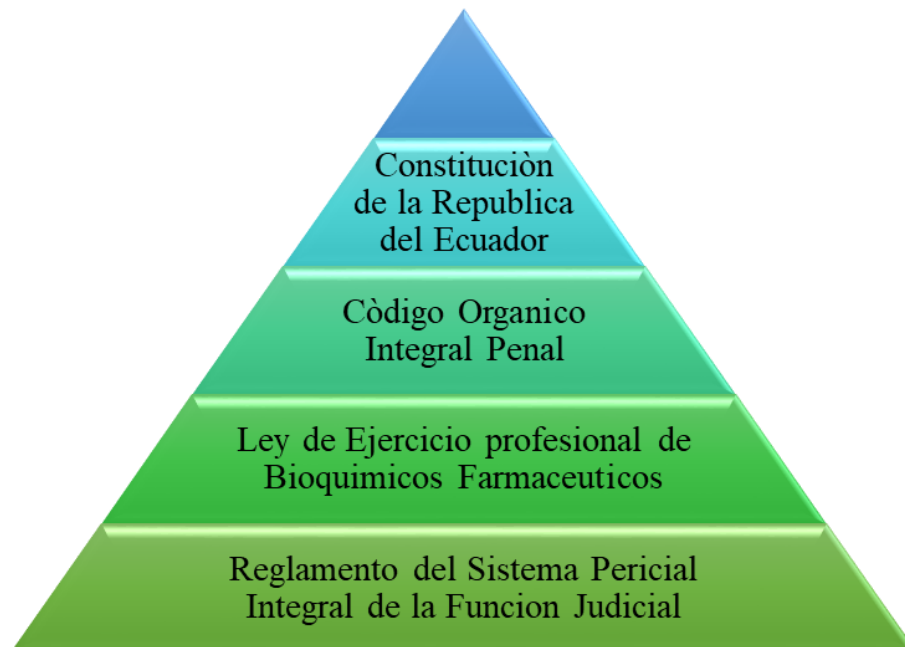 Constituciòn
de la Republica
del Ecuador
Còdigo Organico
Integral Penal
Ley de Ejercicio profesional de
Bioquimicos Farmaceuticos
Reglamento del Sistema Pericial
Integral de la Funcion Judicial